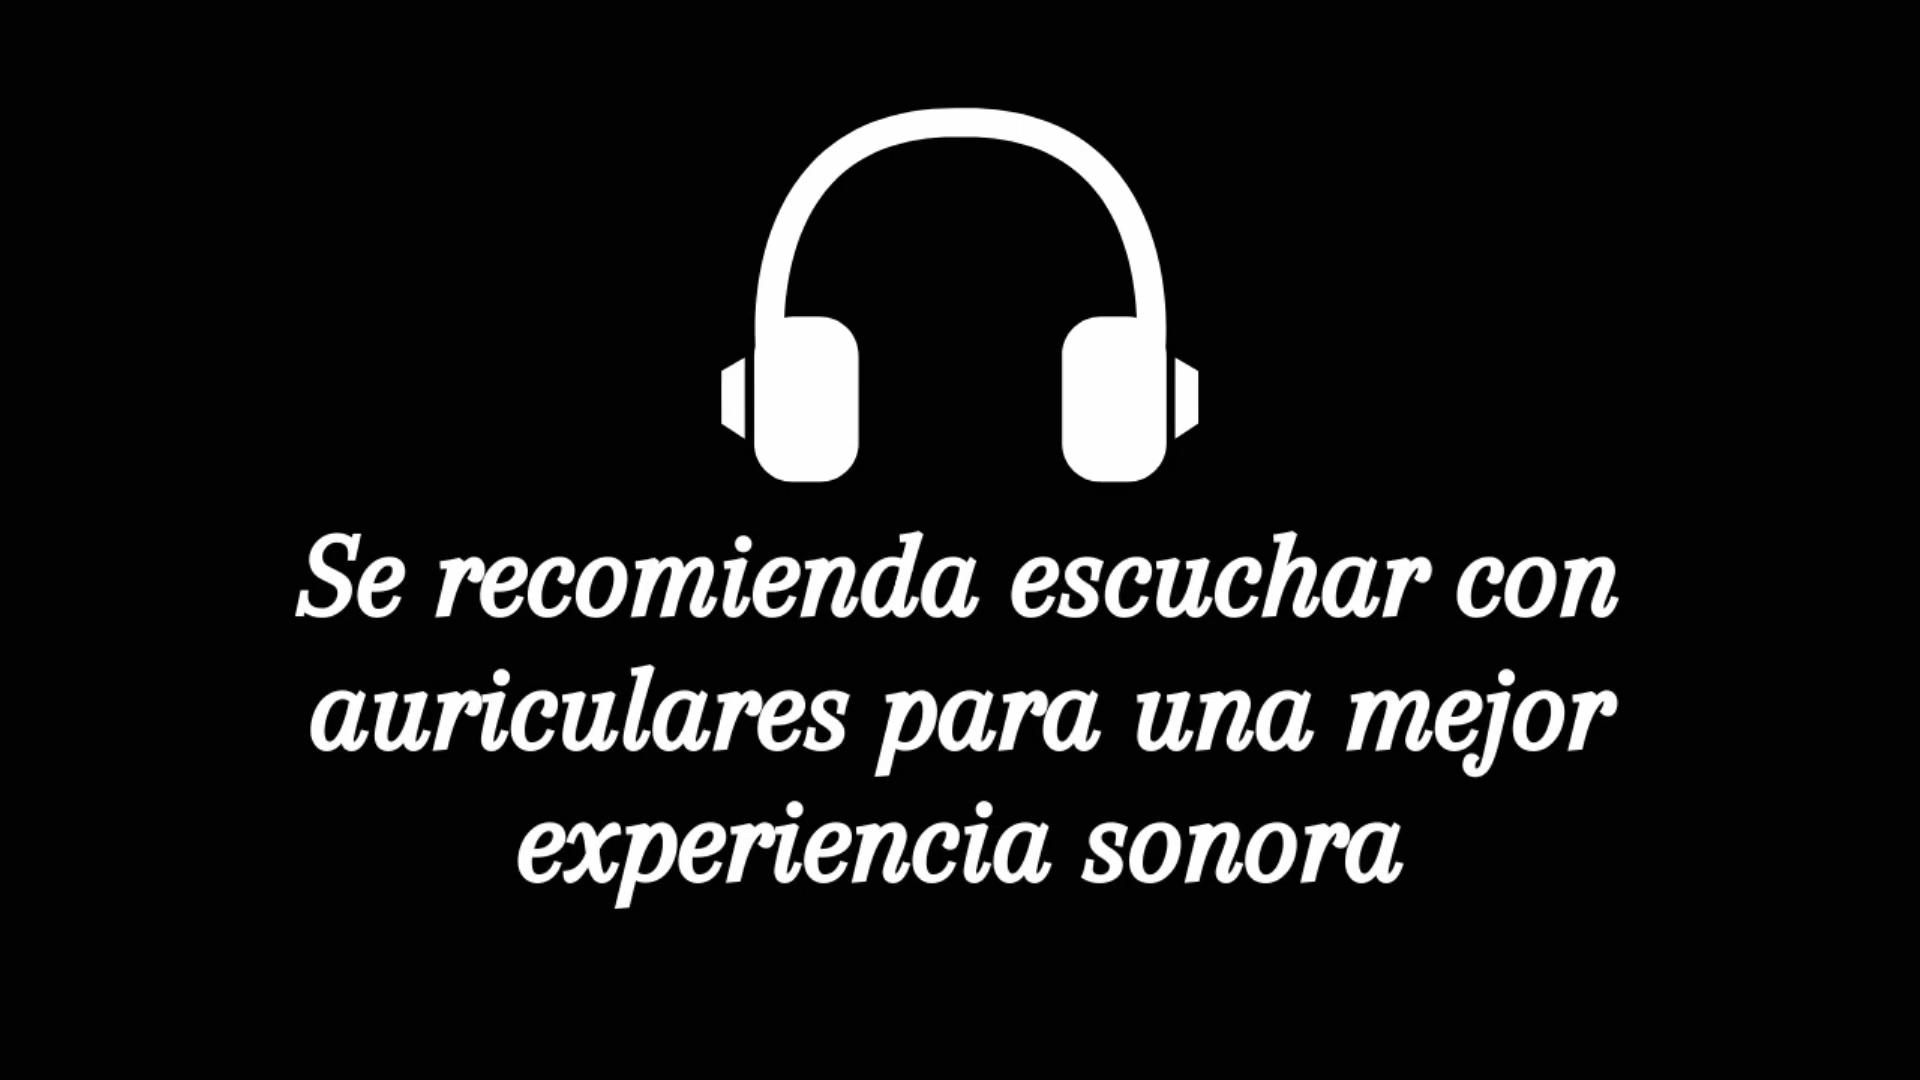 Se recomienda escuchar con
auriculares para una mejor
experiencia sonora